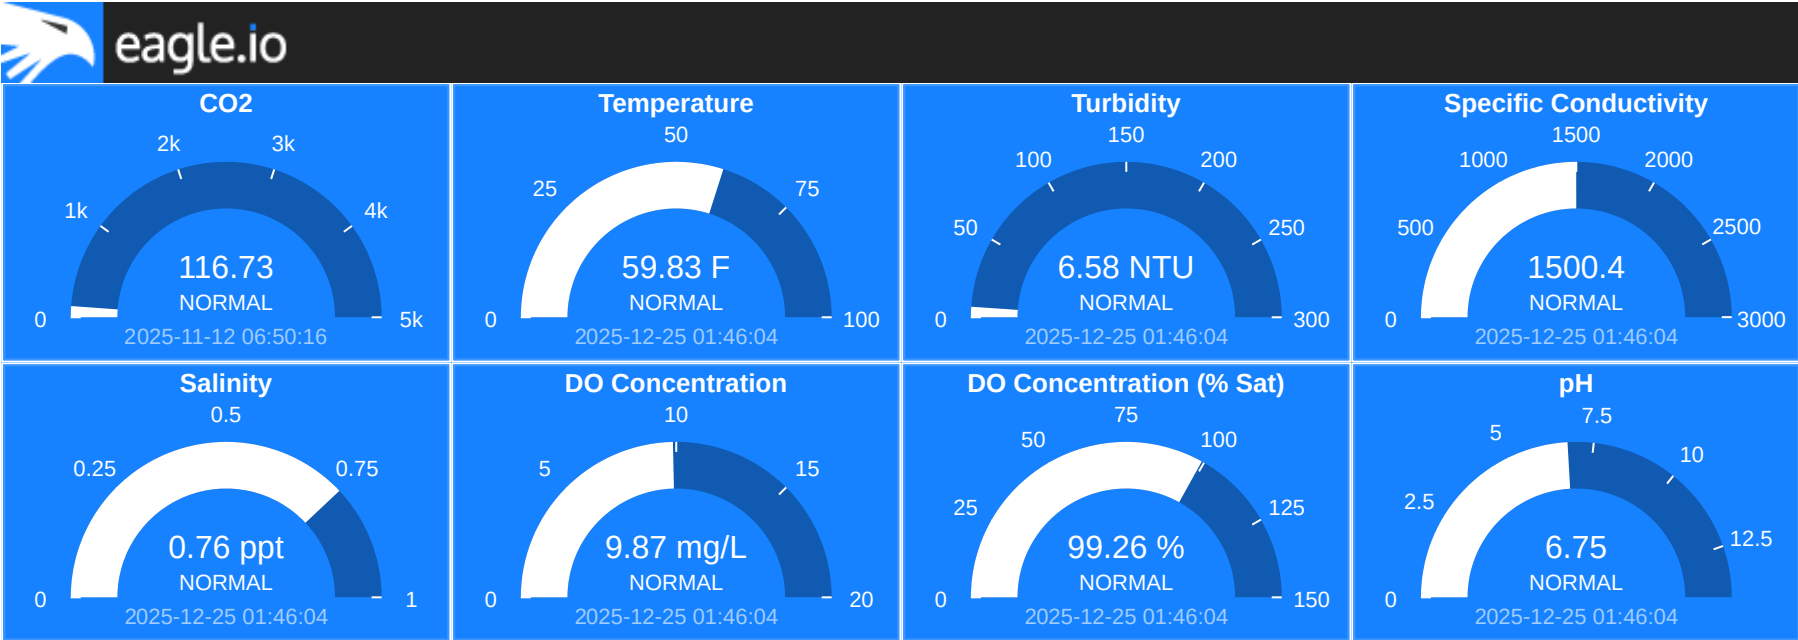 eagle.io
CO2
2k 3k
1k 4k
116.73
NORMAL
0 5k
2025-11-12 06:50:16
Temperature
50
25 75
59.83 F
NORMAL
0 100
2025-12-25 01:46:04
Turbidity
150
100 200
50 250
6.58 NTU
NORMAL
0 300
2025-12-25 01:46:04
Specific Conductivity
1500
1000 2000
500 2500
1500.4
NORMAL
0 3000
2025-12-25 01:46:04
Salinity
0.5
0.25 0.75
0.76 ppt
NORMAL
0 1
2025-12-25 01:46:04
DO Concentration
10
5 15
9.87 mg/L
NORMAL
0 20
2025-12-25 01:46:04
DO Concentration (% Sat)
75
50 100
25 125
99.26 %
NORMAL
0 150
2025-12-25 01:46:04
pH
7.5
5 10
2.5 12.5
6.75
NORMAL
0
2025-12-25 01:46:04